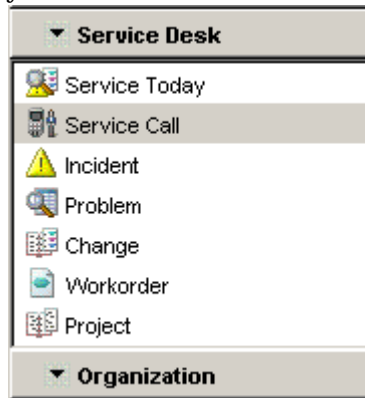 Service Desk
Service Today
Service Call
Incident
Problem
Change
Workorder
Project
Organization